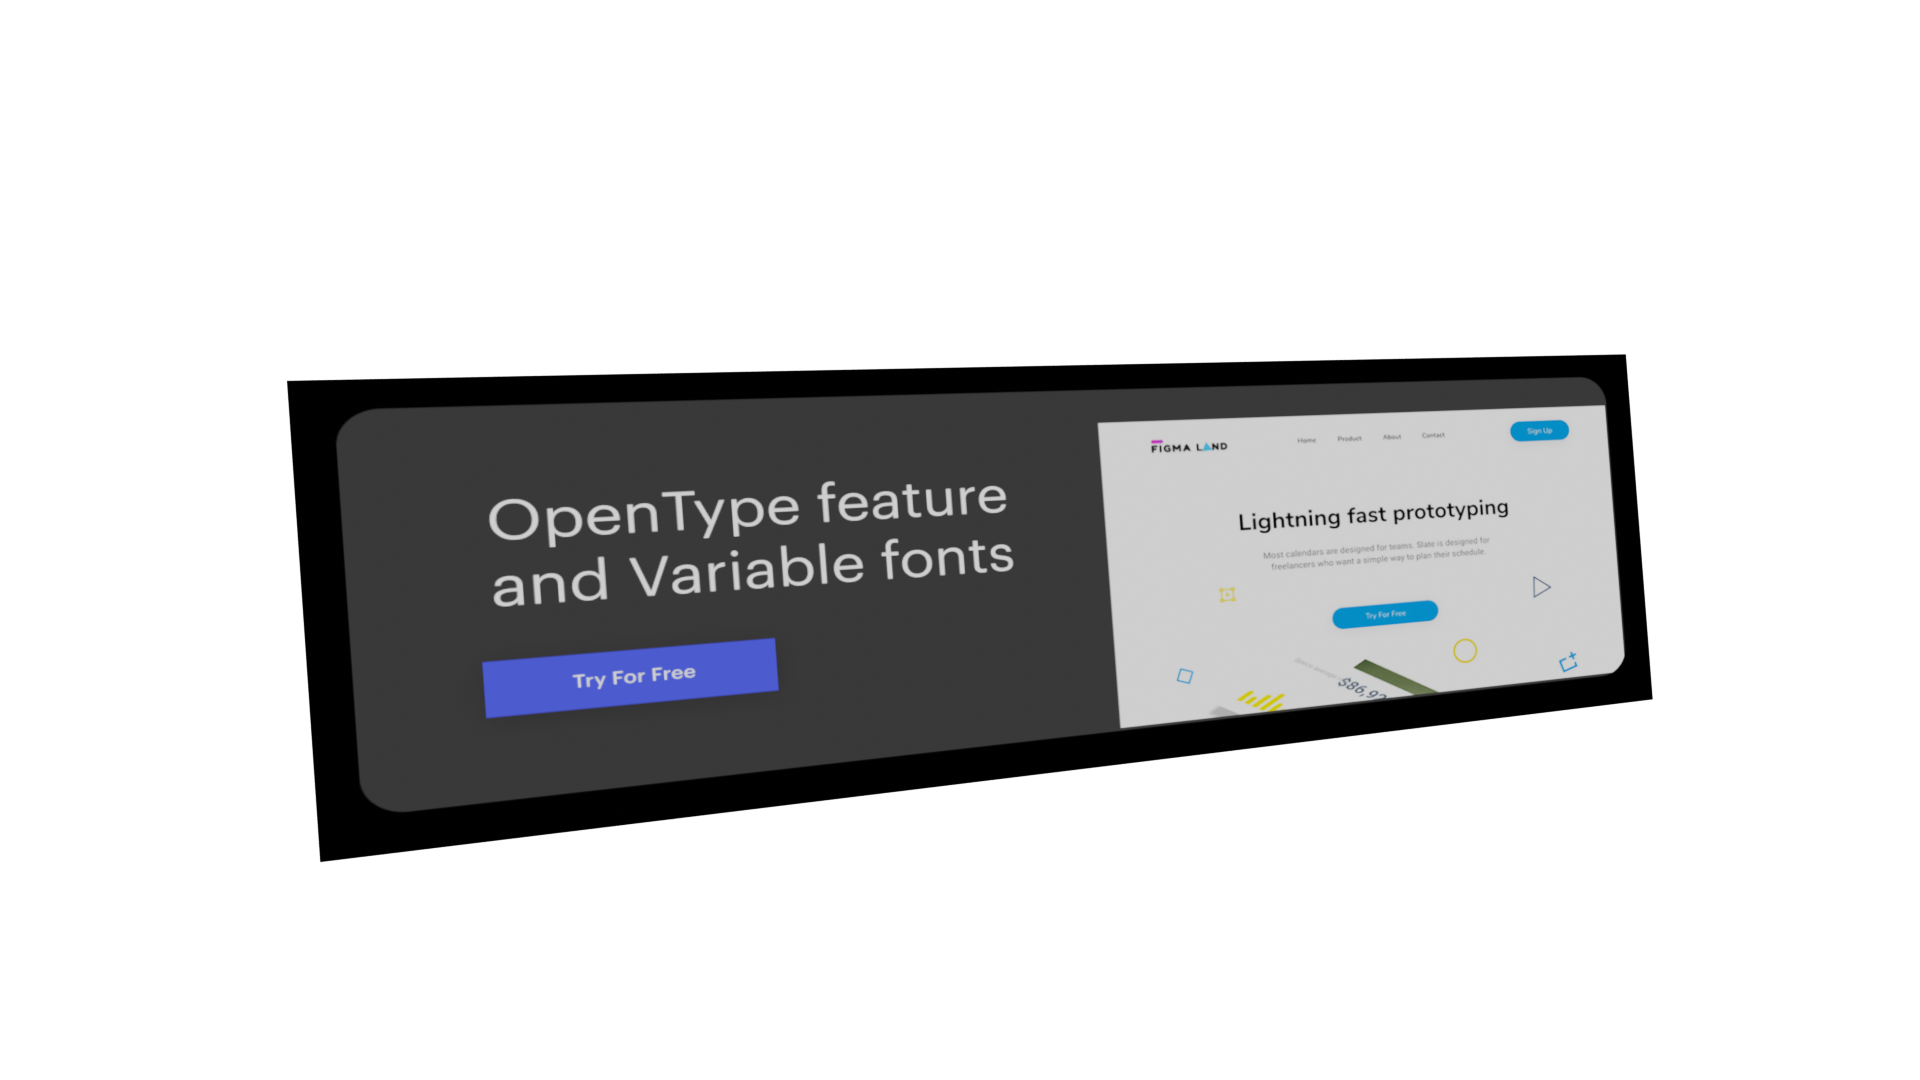 OpenType feature
and Variable fonts
Try For Free
FIGMA LAND
Home Product About Contact
Sign Up
Lightning fast prototyping
Most calendars are designed for teams. Slate is designed for
freelancers who want a simple way to plan their schedule.
Try For Free